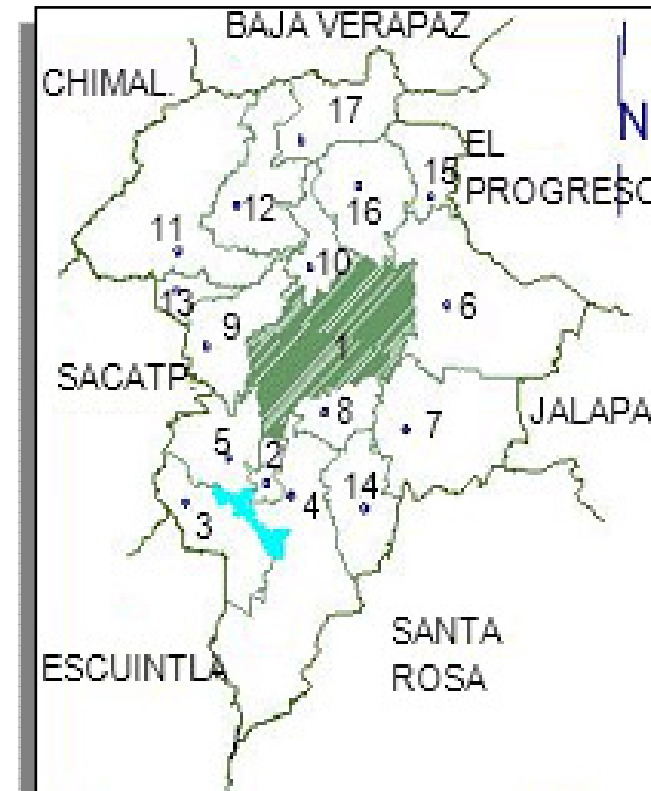 BAJA VERAPAZ
CHIMAL.
17
N
EL
15
PROGRESO
12
16
11
10
13
6
9
1
SACATP.
8
JALAPA
7
5
2
14
4
3
SANTA
ESCUINTLA
ROSA